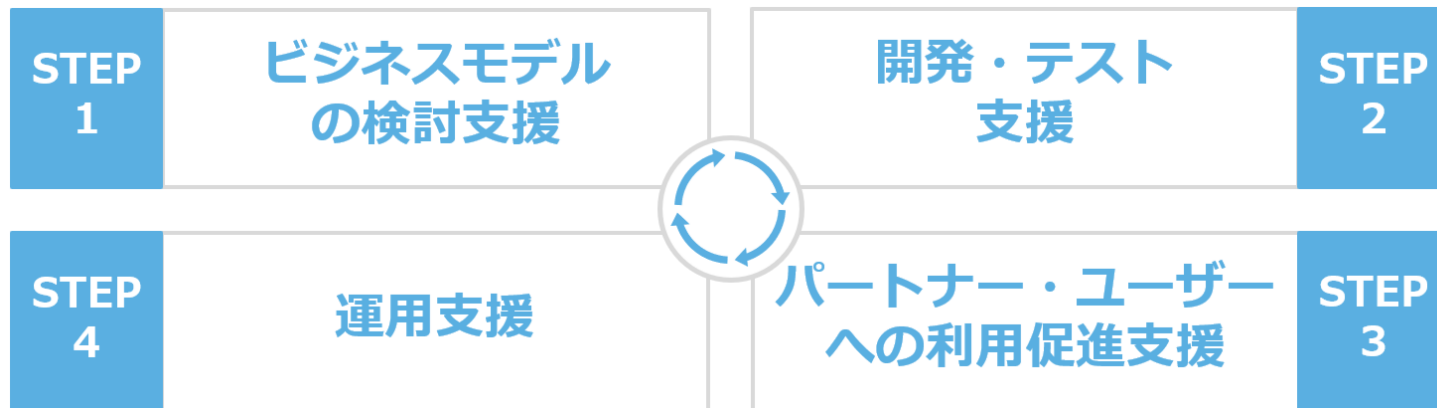 STEP
1
ビジネスモデル
の検討支援
開発・テスト
支援
STEP
2
STEP
4
運用支援
パートナー・ユーザー
への利用促進支援
STEP
3